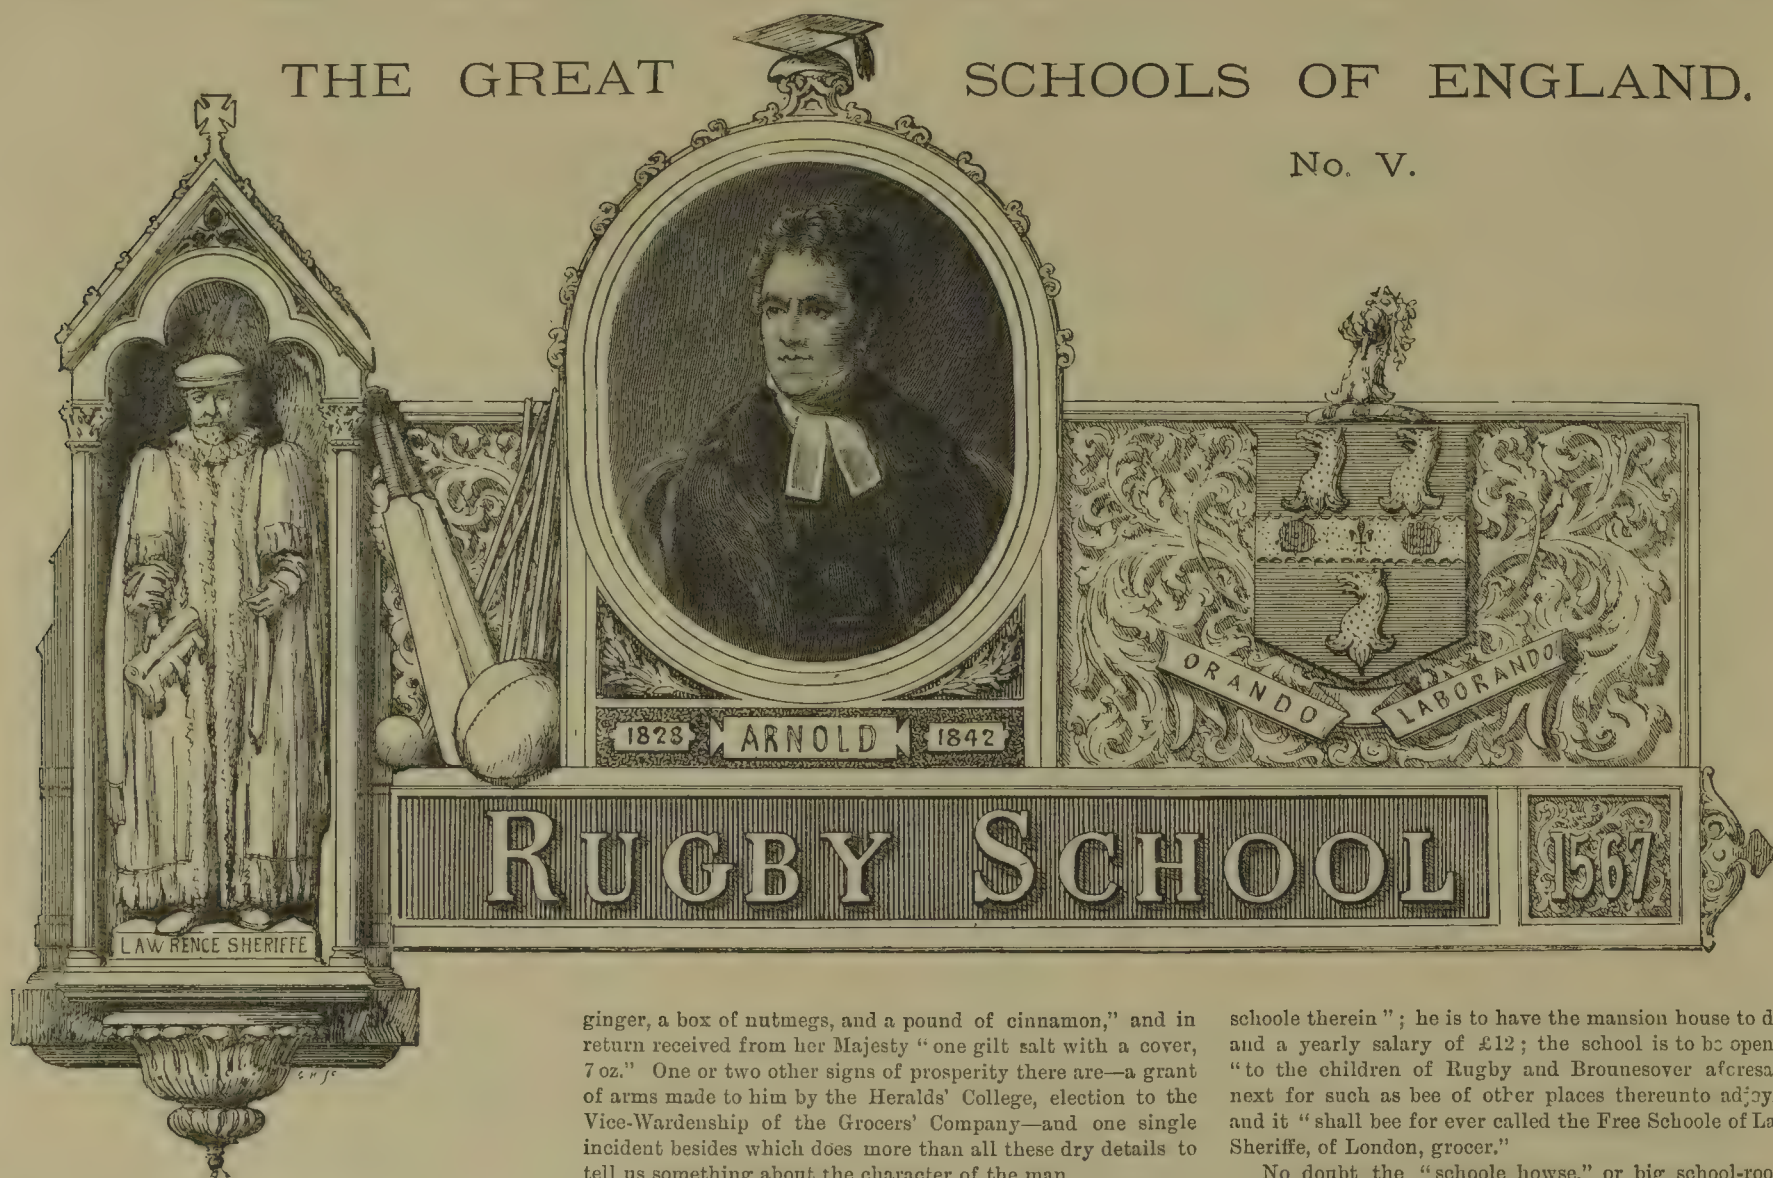 THE GREAT SCHOOLS OF ENGLAND.
No. V.
ORANDO
LABORANDO
1828 ARNOLD 1842
RUGBY SCHOOL 1567
LAWRENCE SHERIFFE
ginger, a box of nutmegs, and a pound of cinnamon,” and in
return received from her Majesty “one gilt salt with a cover,
7 oz.” One or two other signs of prosperity there are—a grant
of arms made to him by the Heralds’ College, election to the
Vice-Wardenship of the Grocers’ Company—and one single
incident besides which does more than all these dry details to
tell us something about the character of the man.
schoole therein”; he is to have the mansion house to d
and a yearly salary of £12; the school is to be open
“to the children of Rugby and Brounesover aforesa
next for such as bee of other places thereunto adjoy
and it “shall bee for ever called the Free Schoole of La
Sheriffe, of London, grocer.”
No doubt the “schoole howse,” or big school-roo